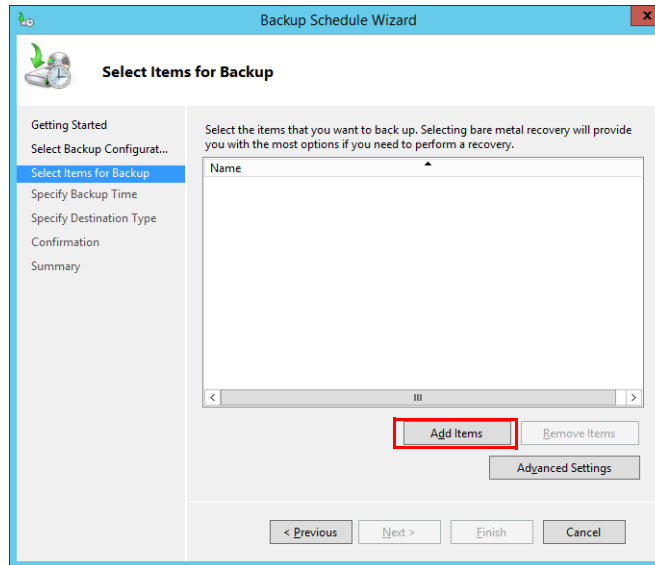 Backup Schedule Wizard
x
Select Items for Backup
Getting Started
Select Backup Configurat...
Select Items for Backup
Specify Backup Time
Specify Destination Type
Confirmation
Summary
Select the items that you want to back up. Selecting bare metal recovery will provide
you with the most options if you need to perform a recovery.
Name
Add Items
Remove Items
Advanced Settings
< Previous
Next >
Finish
Cancel